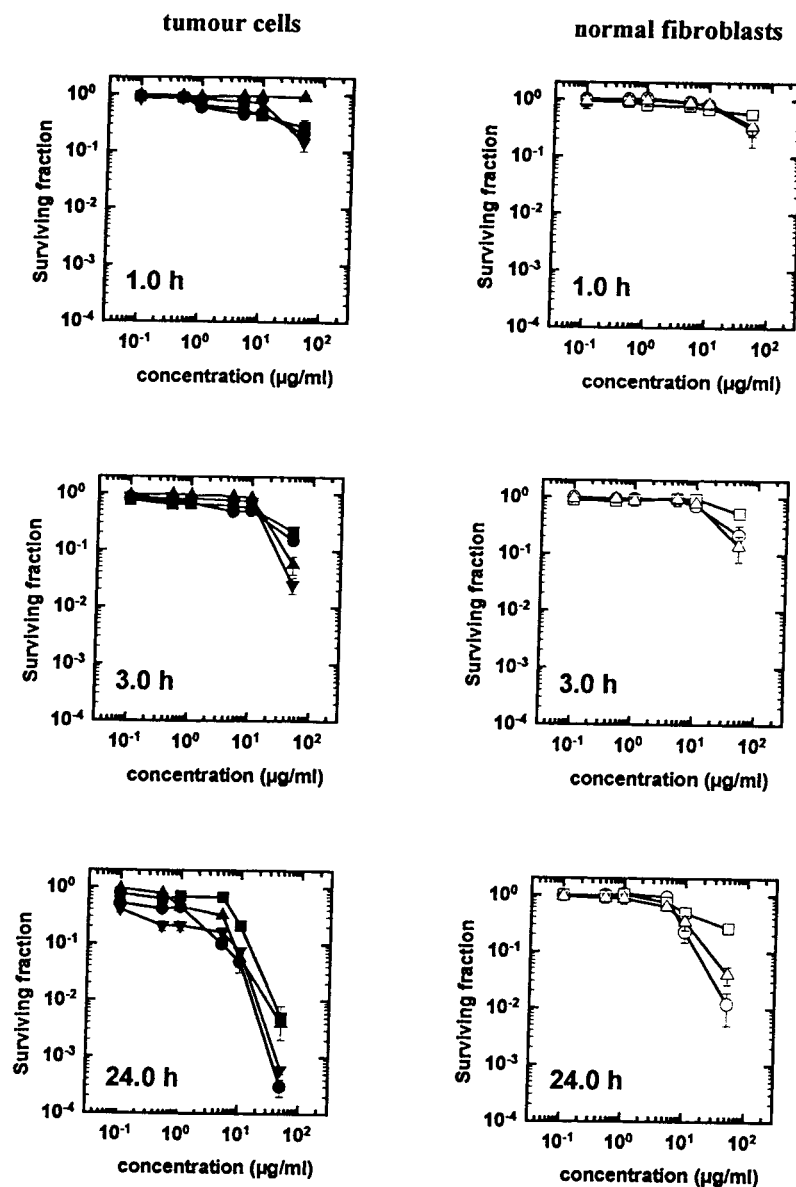 tumour cells
normal fibroblasts
Surviving fraction
10⁰
10⁻¹
10⁻²
10⁻³
10⁻⁴
1.0 h
10⁻¹ 10⁰ 10¹ 10²
concentration (µg/ml)
Surviving fraction
10⁰
10⁻¹
10⁻²
10⁻³
10⁻⁴
1.0 h
10⁻¹ 10⁰ 10¹ 10²
concentration (µg/ml)
Surviving fraction
10⁰
10⁻¹
10⁻²
10⁻³
10⁻⁴
3.0 h
10⁻¹ 10⁰ 10¹ 10²
concentration (µg/ml)
Surviving fraction
10⁰
10⁻¹
10⁻²
10⁻³
10⁻⁴
3.0 h
10⁻¹ 10⁰ 10¹ 10²
concentration (µg/ml)
Surviving fraction
10⁰
10⁻¹
10⁻²
10⁻³
10⁻⁴
24.0 h
10⁻¹ 10⁰ 10¹ 10²
concentration (µg/ml)
Surviving fraction
10⁰
10⁻¹
10⁻²
10⁻³
10⁻⁴
24.0 h
10⁻¹ 10⁰ 10¹ 10²
concentration (µg/ml)